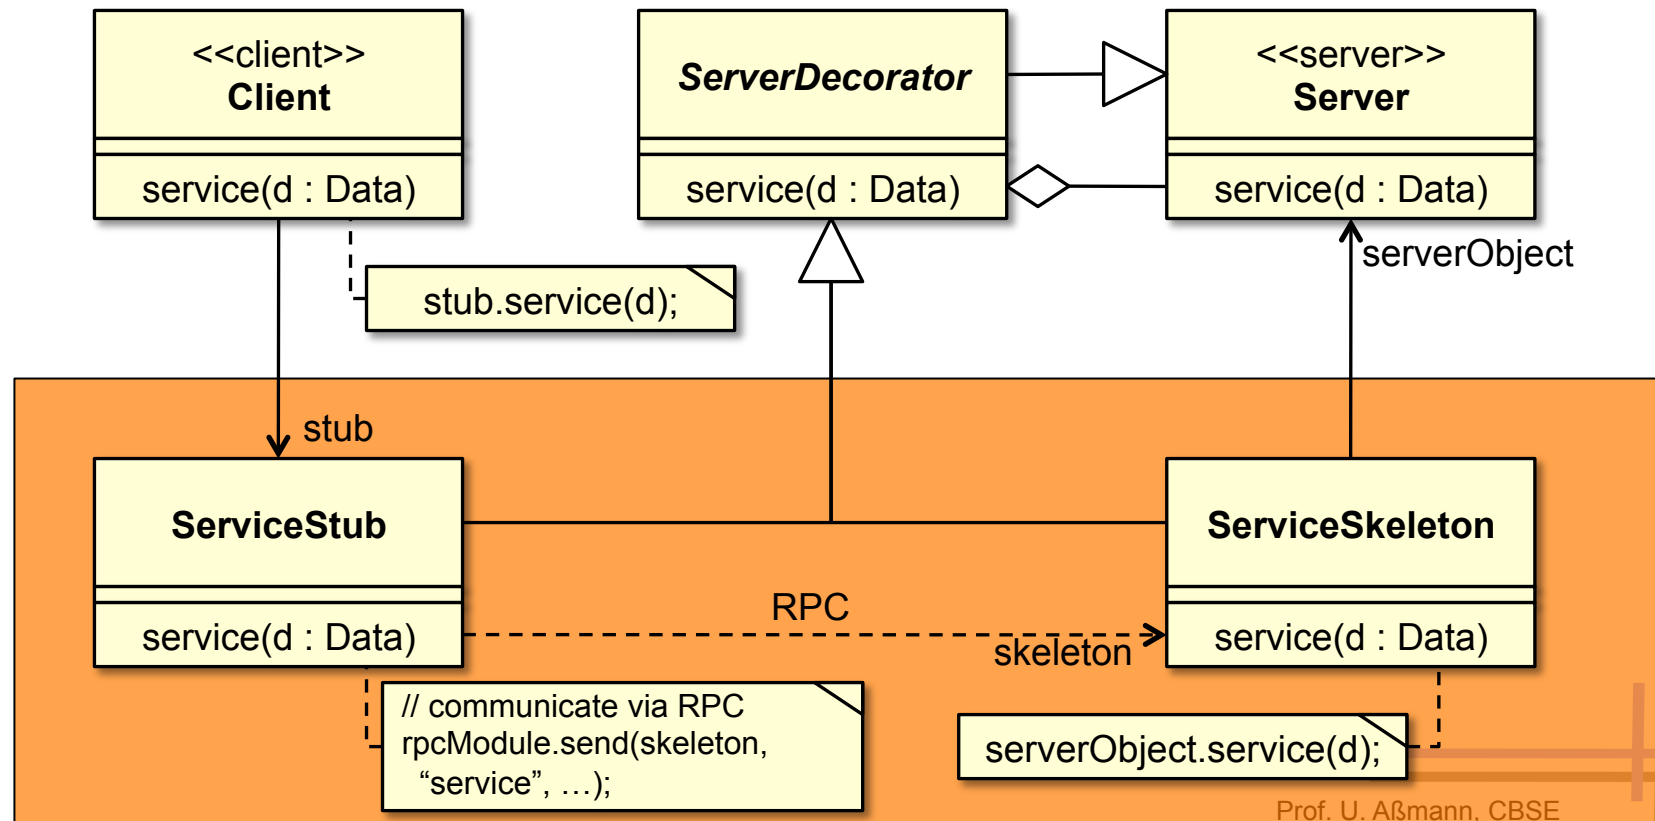 <<client>>
Client
service(d : Data)
ServerDecorator
service(d : Data)
<<server>>
Server
service(d : Data)
serverObject
stub.service(d);
stub
ServiceStub
service(d : Data)
RPC
skeleton
ServiceSkeleton
service(d : Data)
// communicate via RPC
rpcModule.send(skeleton,
“service”, …);
serverObject.service(d);
Prof. U. Aßmann, CBSE